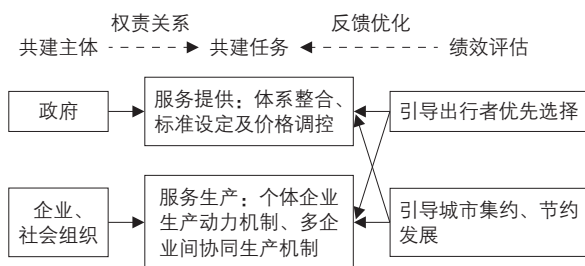 权责关系
反馈优化
共建主体
共建任务
绩效评估
政府
服务提供：体系整合、
标准设定及价格调控
引导出行者优先选择
企业、
社会组织
服务生产：个体企业
生产动力机制、多企
业间协同生产机制
引导城市集约、节约
发展